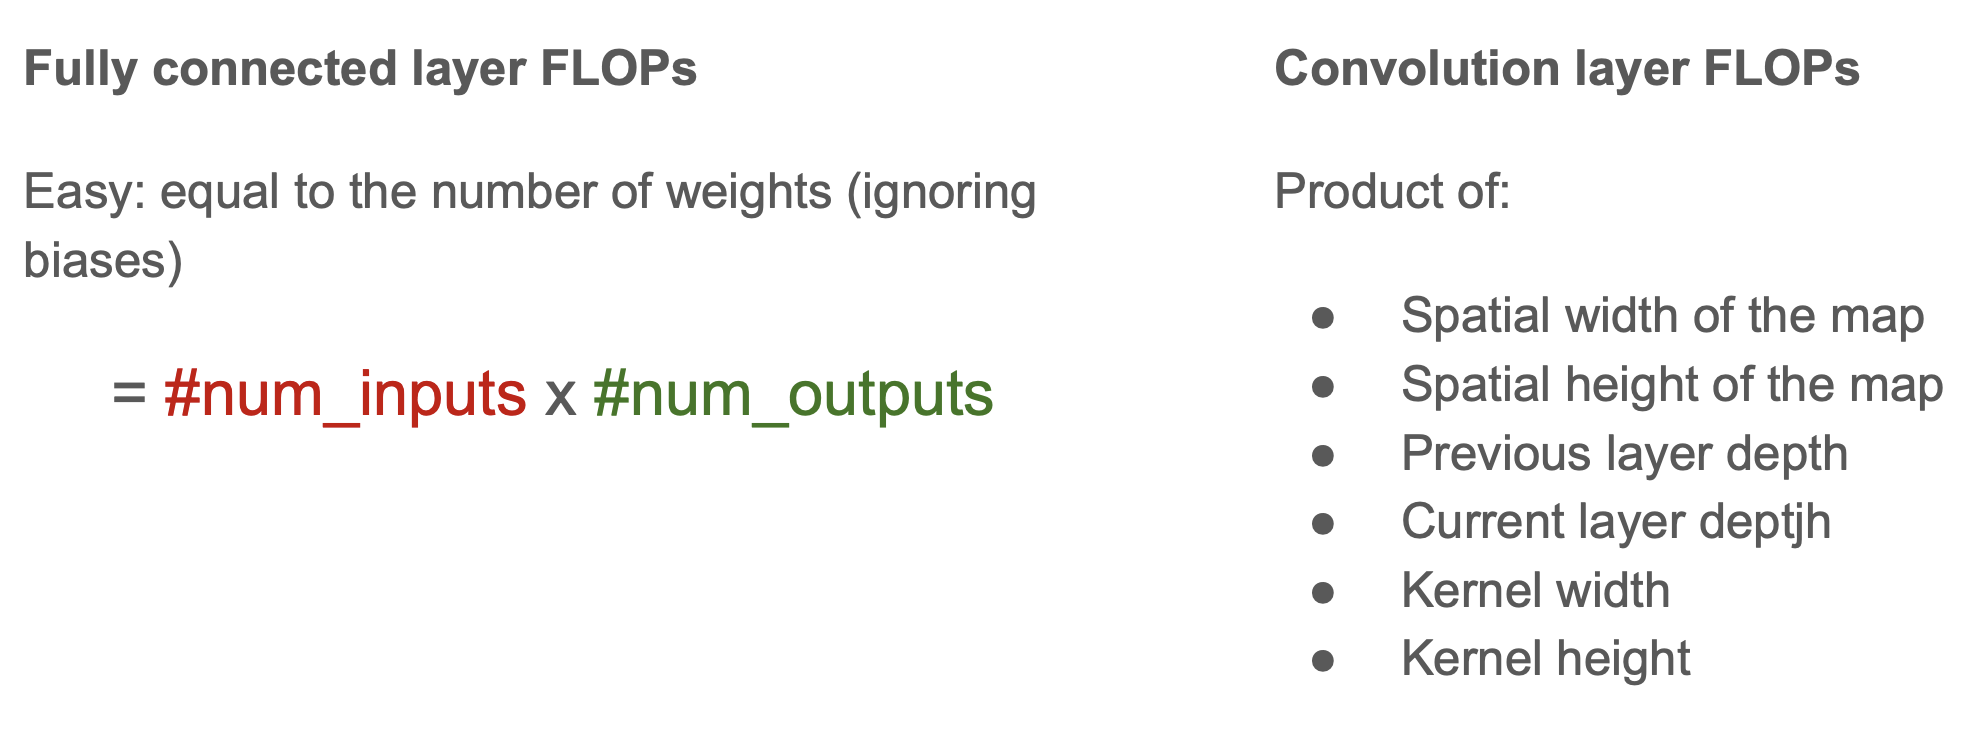 Fully connected layer FLOPs
Easy: equal to the number of weights (ignoring
biases)
= #num_inputs x #num_outputs
Convolution layer FLOPs
Product of:
● Spatial width of the map
● Spatial height of the map
● Previous layer depth
● Current layer deptjh
● Kernel width
● Kernel height